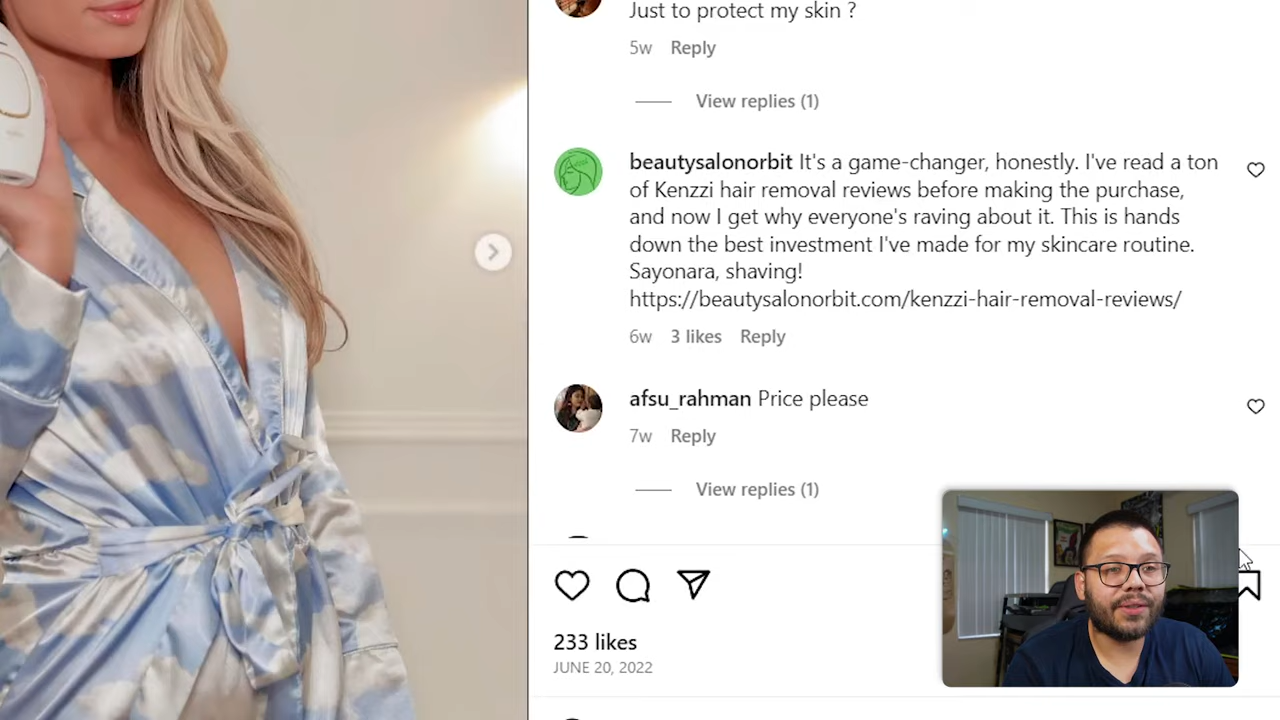 Just to protect my skin ?
5w Reply
View replies (1)
beautysalonorbit It's a game-changer, honestly. I've read a ton
of Kenzzi hair removal reviews before making the purchase,
and now I get why everyone's raving about it. This is hands
down the best investment I've made for my skincare routine.
Sayonara, shaving!
https://beautysalonorbit.com/kenzzi-hair-removal-reviews/
6w 3 likes Reply
afsu_rahman Price please
7w Reply
View replies (1)
233 likes
JUNE 20, 2022